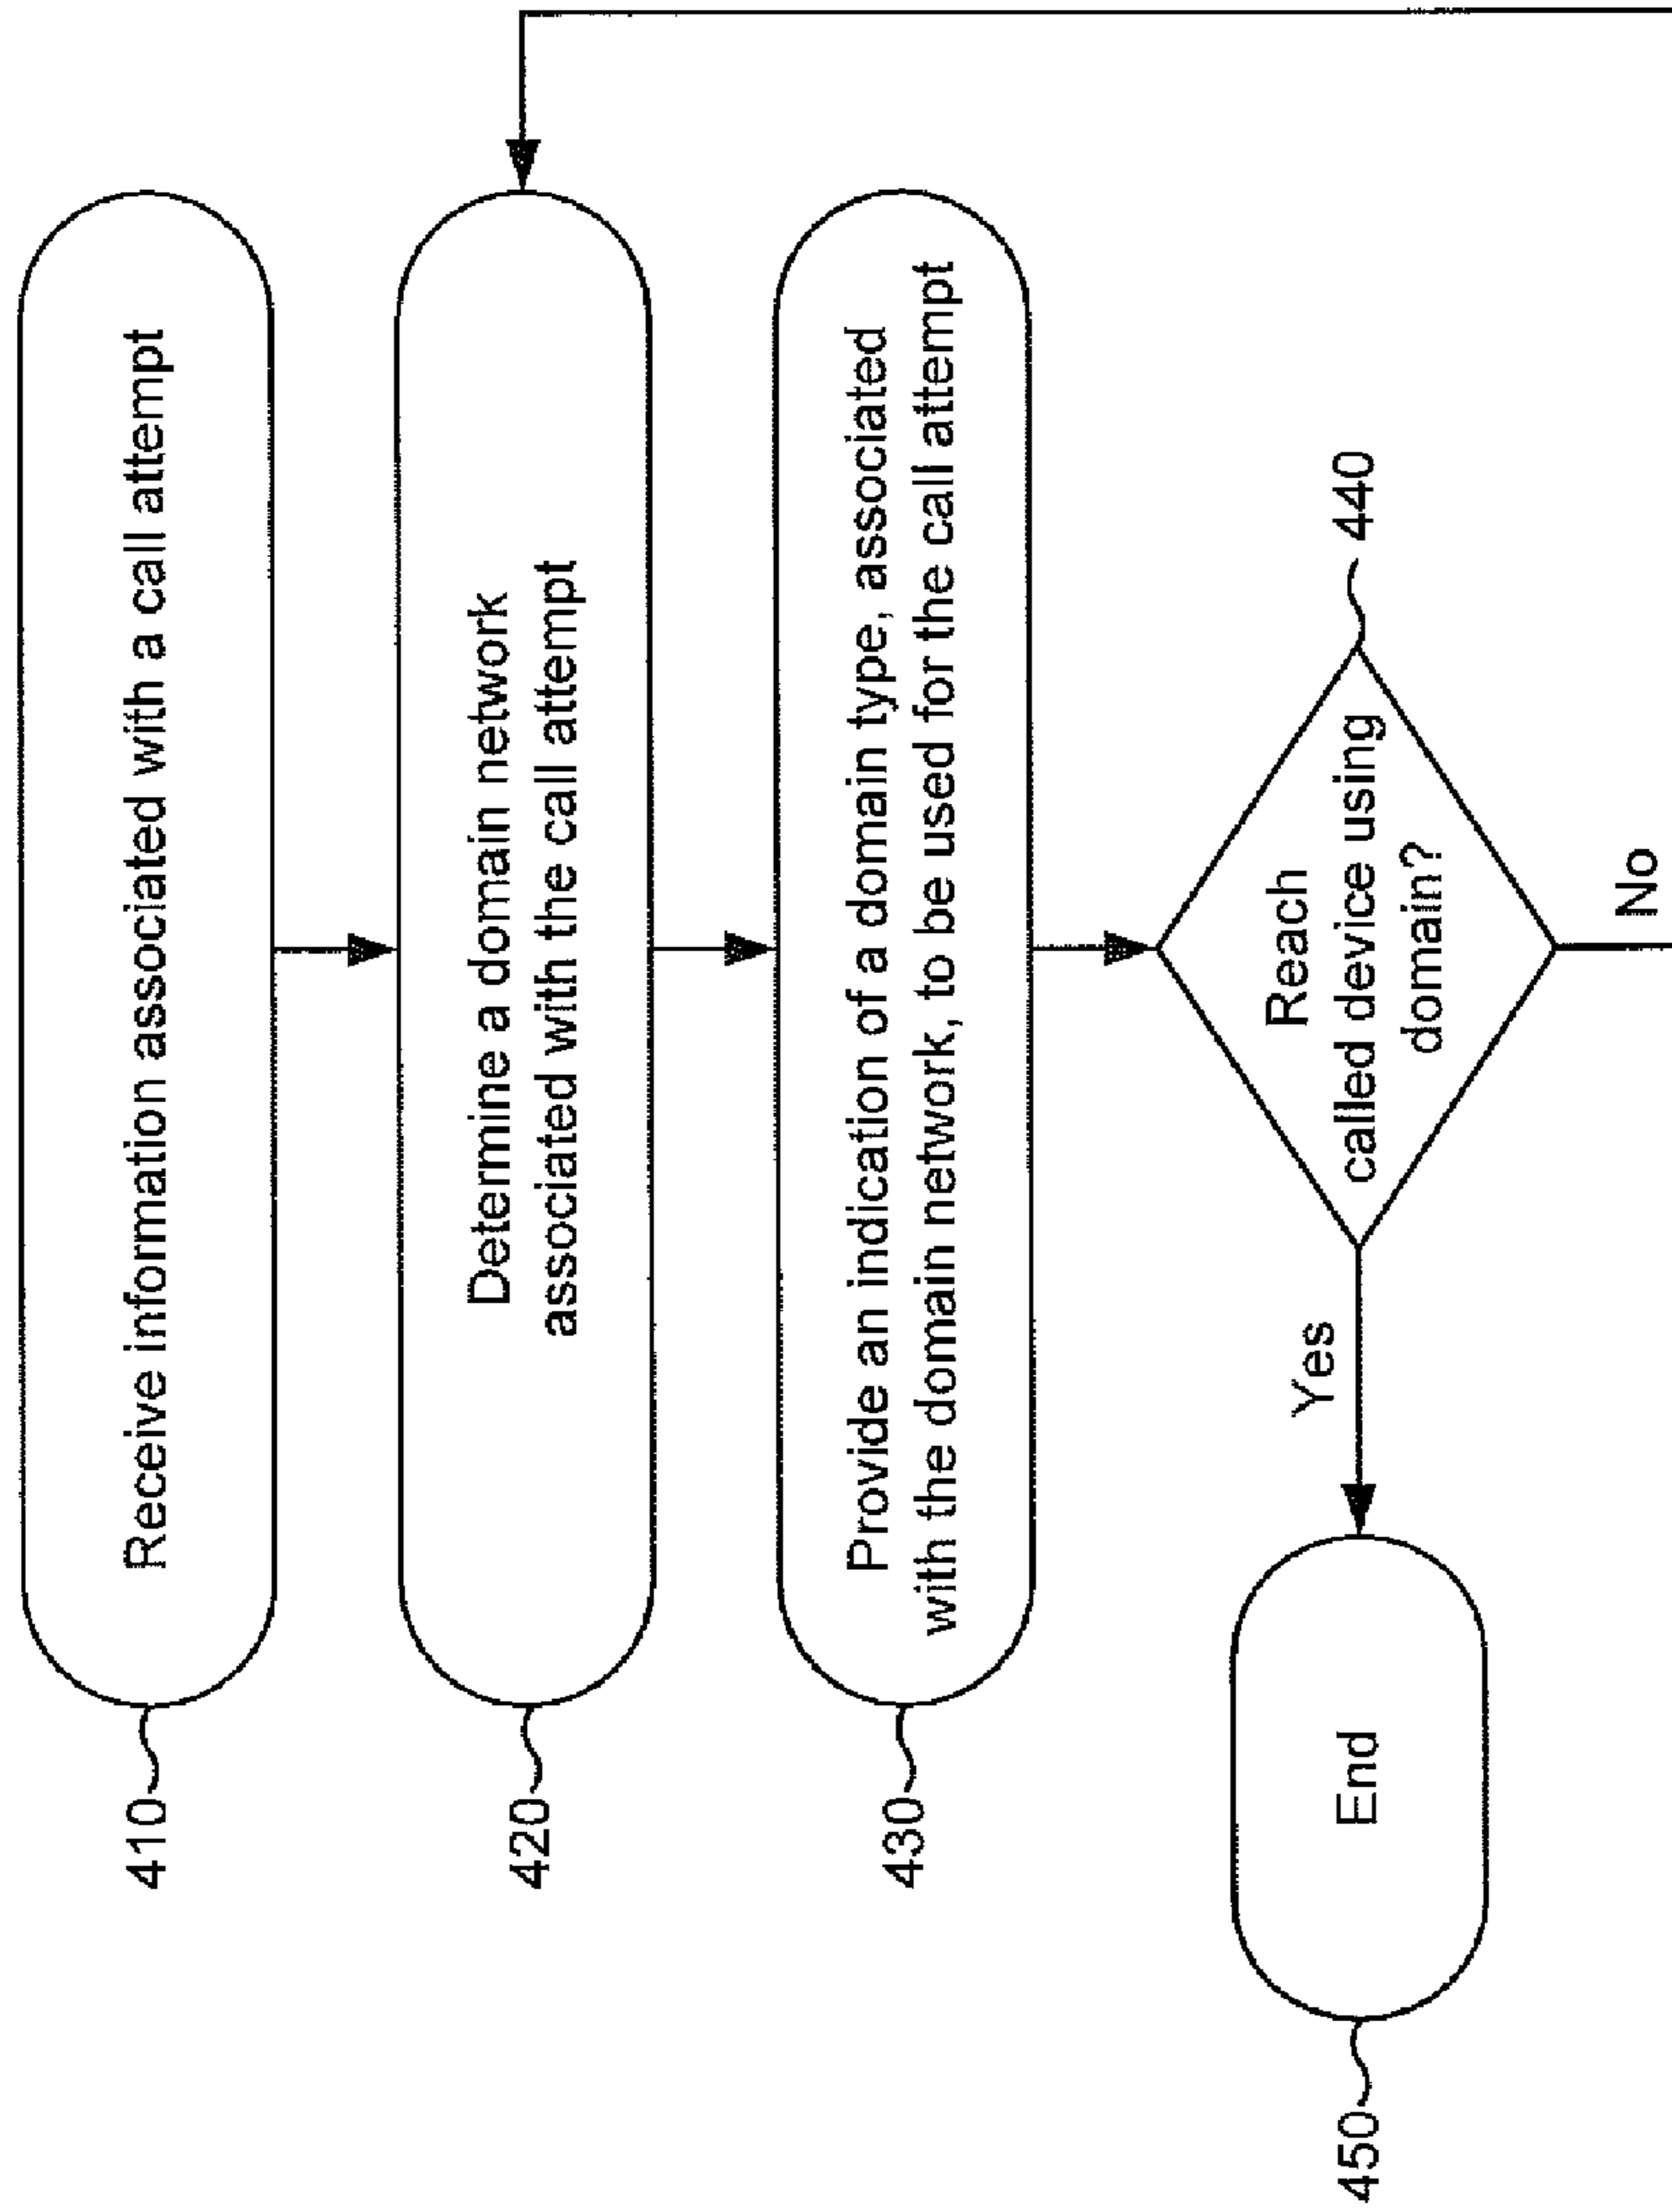 410
Receive information associated with a call attempt
420
Determine a domain network
associated with the call attempt
430
Provide an indication of a domain type, associated
with the domain network, to be used for the call attempt
440
Reach
called device using
domain?
Yes
No
450
End